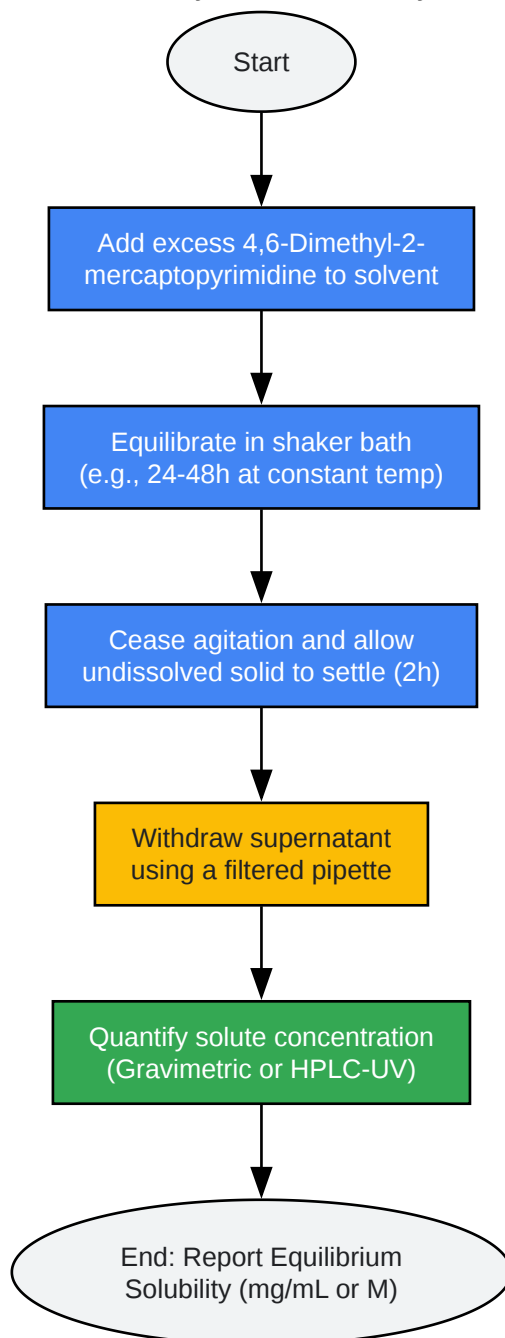 Start
Add excess 4,6-Dimethyl-2-
mercaptopyrimidine to solvent
Equilibrate in shaker bath
(e.g., 24-48h at constant temp)
Cease agitation and allow
undissolved solid to settle (2h)
Withdraw supernatant
using a filtered pipette
Quantify solute concentration
(Gravimetric or HPLC-UV)
End: Report Equilibrium
Solubility (mg/mL or M)